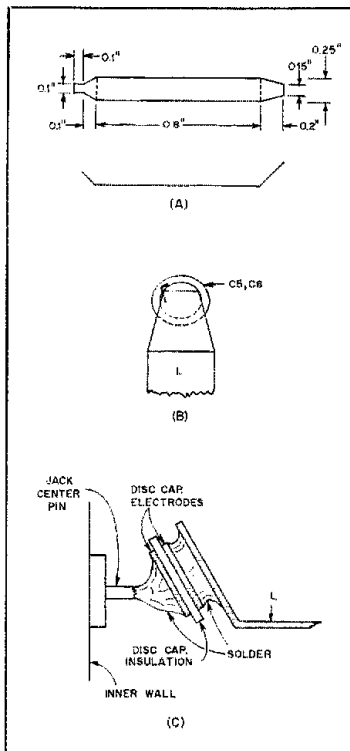 0.1"
0.25"
0.15"
0.1"
0.1"
0.8"
0.2"
(A)
C5, C6
L
(B)
JACK
CENTER
PIN
DISC CAP.
ELECTRODES
L
DISC CAP.
INSULATION
SOLDER
INNER WALL
(C)